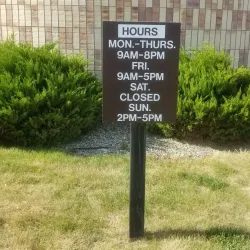 HOURS
MON.-THURS.
9AM-8PM
FRI.
9AM-5PM
SAT.
CLOSED
SUN.
2PM-5PM